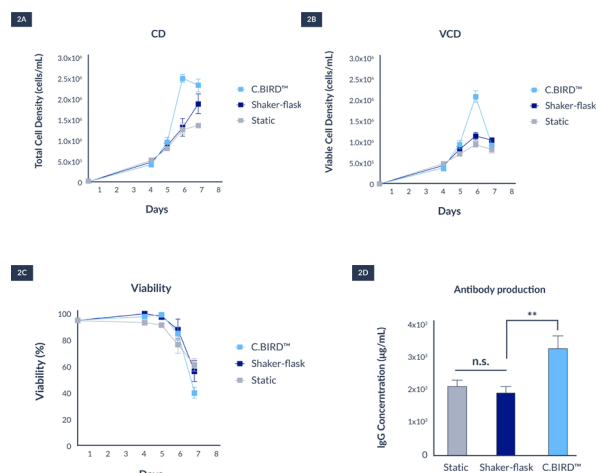 2A
CD
Total Cell Density (cells/mL)
3.0x10⁶
2.5x10⁶
2.0x10⁶
1.5x10⁶
1.0x10⁶
5.0x10⁵
0
1 2 3 4 5 6 7 8
Days
C.BIRD™
Shaker-flask
Static
2B
VCD
Viable Cell Density (cells/mL)
3.0x10⁶
2.5x10⁶
2.0x10⁶
1.5x10⁶
1.0x10⁶
5.0x10⁵
0
1 2 3 4 5 6 7 8
Days
C.BIRD™
Shaker-flask
Static
2C
Viability
Viability (%)
100
80
60
40
20
0
1 2 3 4 5 6 7 8
C.BIRD™
Shaker-flask
Static
2D
Antibody production
IgG Concerntration (µg/mL)
4x10³
3x10³
2x10³
1x10³
0
n.s.
**
Static Shaker-flask C.BIRD™